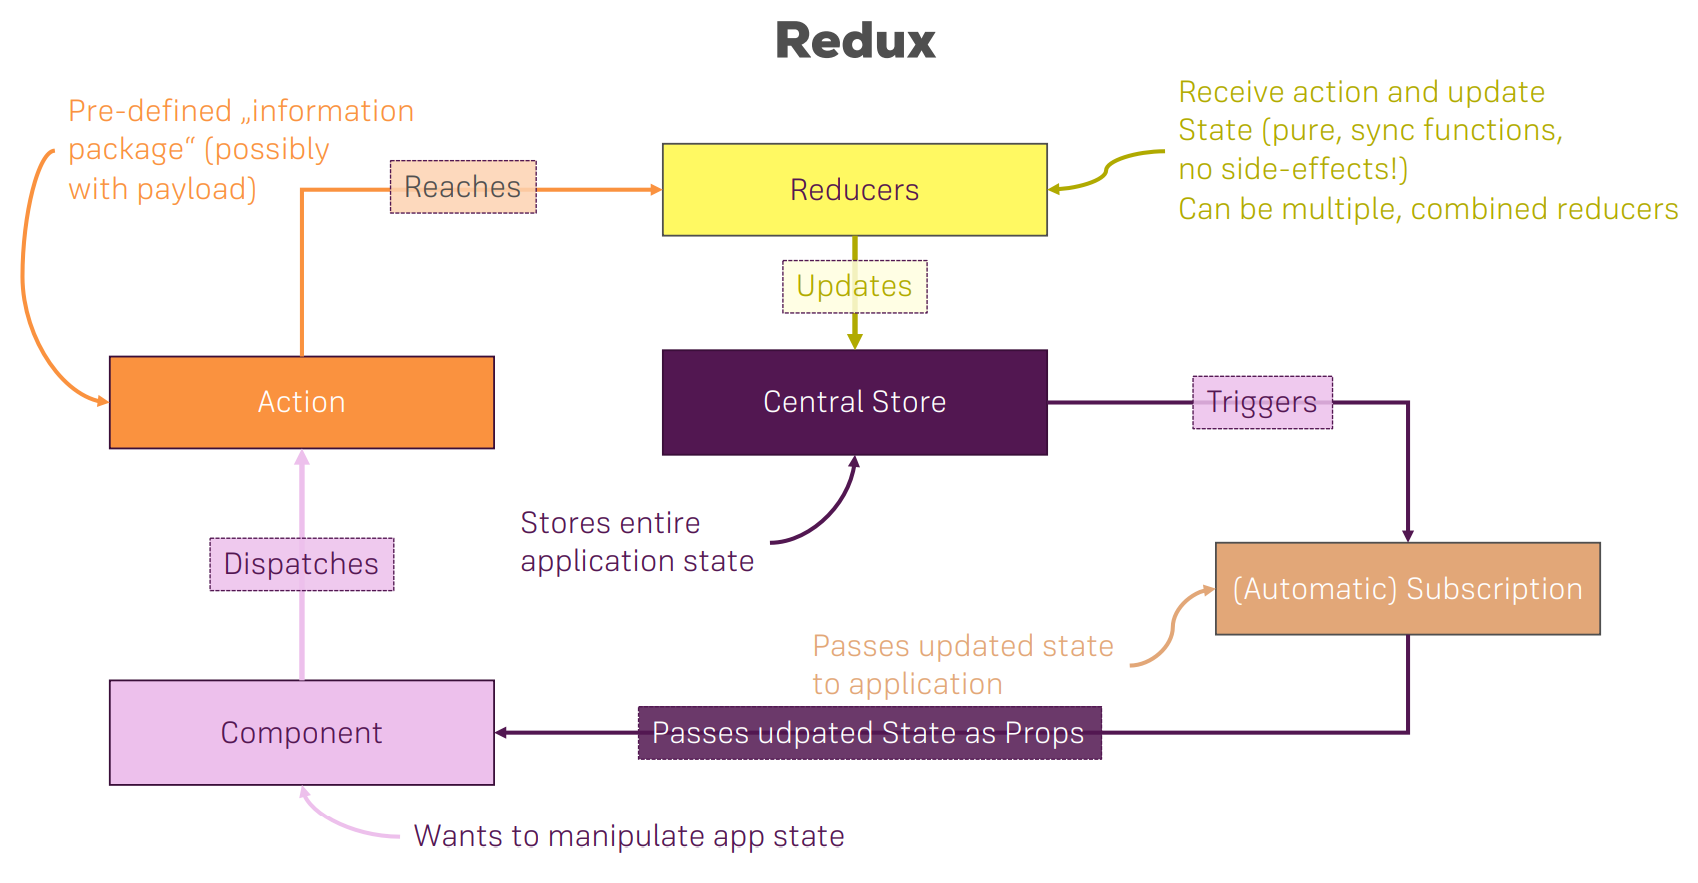 Redux
Pre-defined „information
package“ (possibly
with payload)
Reaches
Reducers
Receive action and update
State (pure, sync functions,
no side-effects!)
Can be multiple, combined reducers
Updates
Action
Central Store
Triggers
Stores entire
application state
Dispatches
(Automatic) Subscription
Passes updated state
to application
Component
Passes udpated State as Props
Wants to manipulate app state